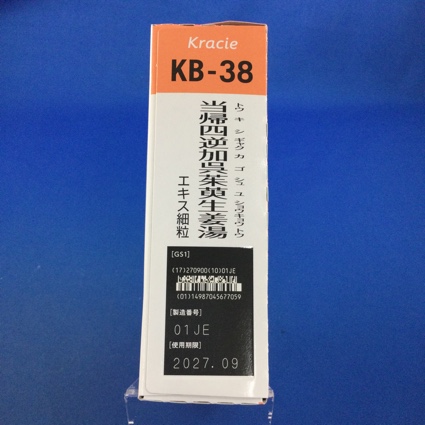 Kracie
KB-38
当帰四逆加呉茱萸生姜湯
トウ キ シギャク カ ゴ シュ ユ ショウキョウ トウ
エキス細粒
[GS1]
(17)270900(10)01JE
(01)14987045677059
[製造番号]
01JE
[使用期限]
2027.09